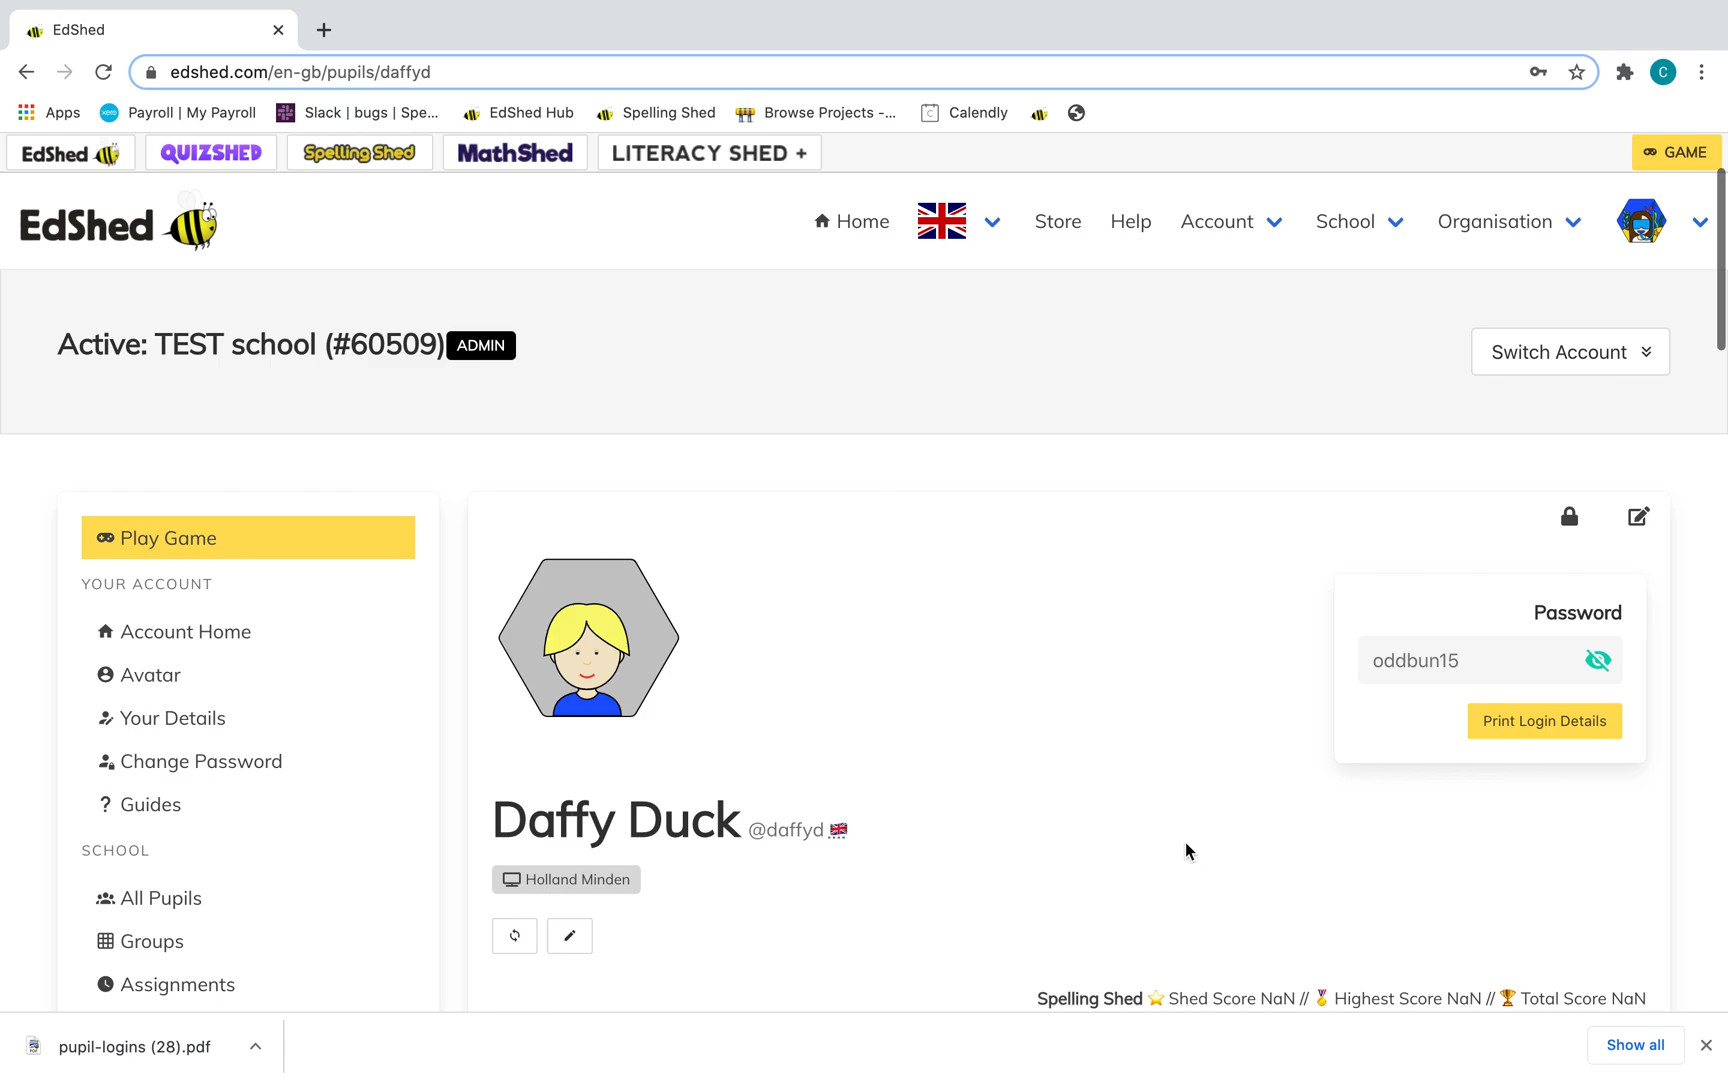 EdShed
edshed.com/en-gb/pupils/daffyd
C
Apps
xero
Payroll | My Payroll
Slack | bugs | Spe...
EdShed Hub
Spelling Shed
Browse Projects -...
C
Calendly
EdShed
QUIZSHED
Spelling Shed
MathShed
LITERACY SHED +
GAME
EdShed
Home
Store
Help
Account
School
Organisation
Active: TEST school (#60509) ADMIN
Switch Account
Play Game
YOUR ACCOUNT
Account Home
Avatar
Your Details
Change Password
? Guides
SCHOOL
All Pupils
Groups
Assignments
Password
oddbun15
Print Login Details
Daffy Duck @daffyd
Holland Minden
Spelling Shed ⭐ Shed Score NaN // 🏅 Highest Score NaN // 🏆 Total Score NaN
pupil-logins (28).pdf
Show all